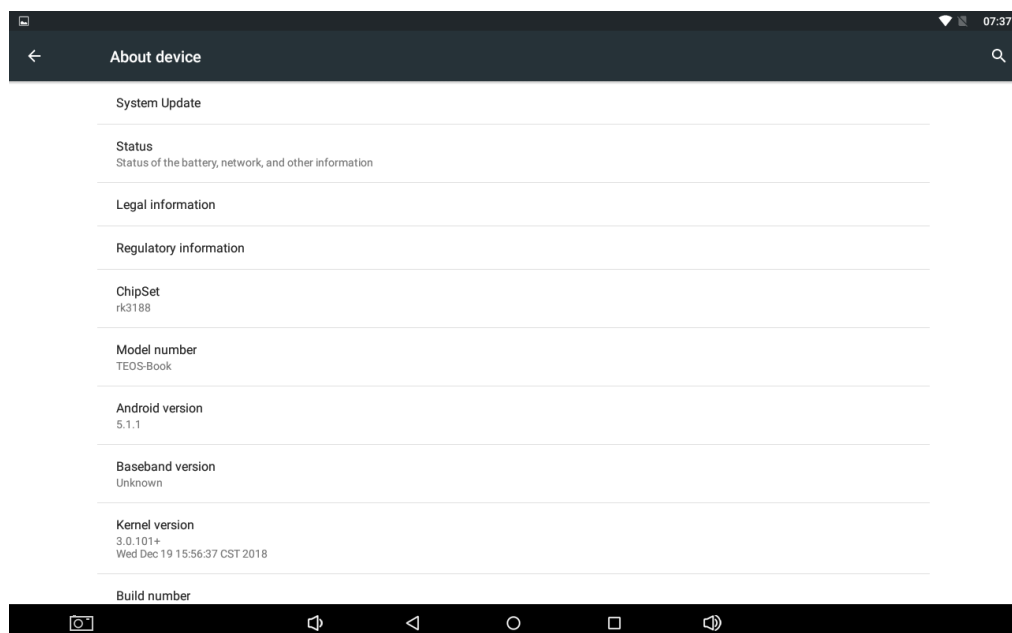 07:37
About device
System Update
Status
Status of the battery, network, and other information
Legal information
Regulatory information
ChipSet
rk3188
Model number
TEOS-Book
Android version
5.1.1
Baseband version
Unknown
Kernel version
3.0.101+
Wed Dec 19 15:56:37 CST 2018
Build number